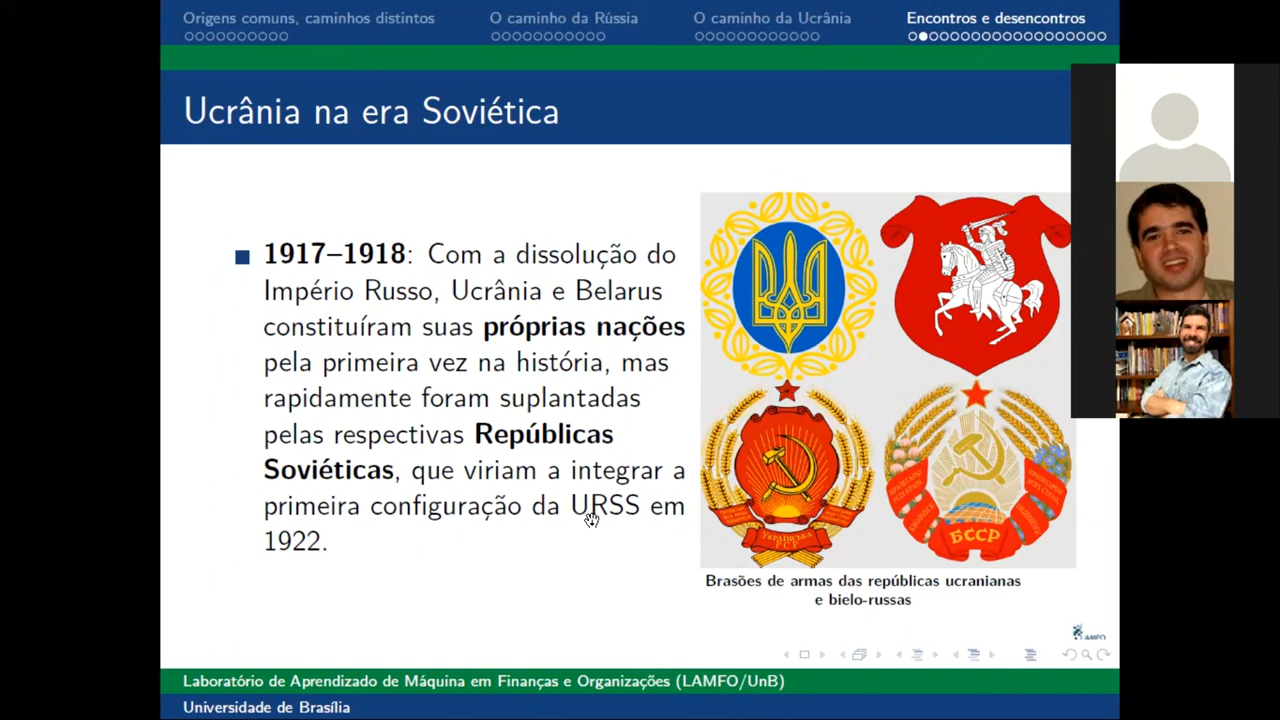 Origens comuns, caminhos distintos
O caminho da Rússia
O caminho da Ucrânia
Encontros e desencontros
Ucrânia na era Soviética
1917–1918: Com a dissolução do
Império Russo, Ucrânia e Belarus
constituíram suas próprias nações
pela primeira vez na história, mas
rapidamente foram suplantadas
pelas respectivas Repúblicas
Soviéticas, que viriam a integrar a
primeira configuração da URSS em
1922.
УКРАЇНСЬКА
РСР
БССР
Brasões de armas das repúblicas ucranianas
e bielo-russas
LAMFO
Laboratório de Aprendizado de Máquina em Finanças e Organizações (LAMFO/UnB)
Universidade de Brasília